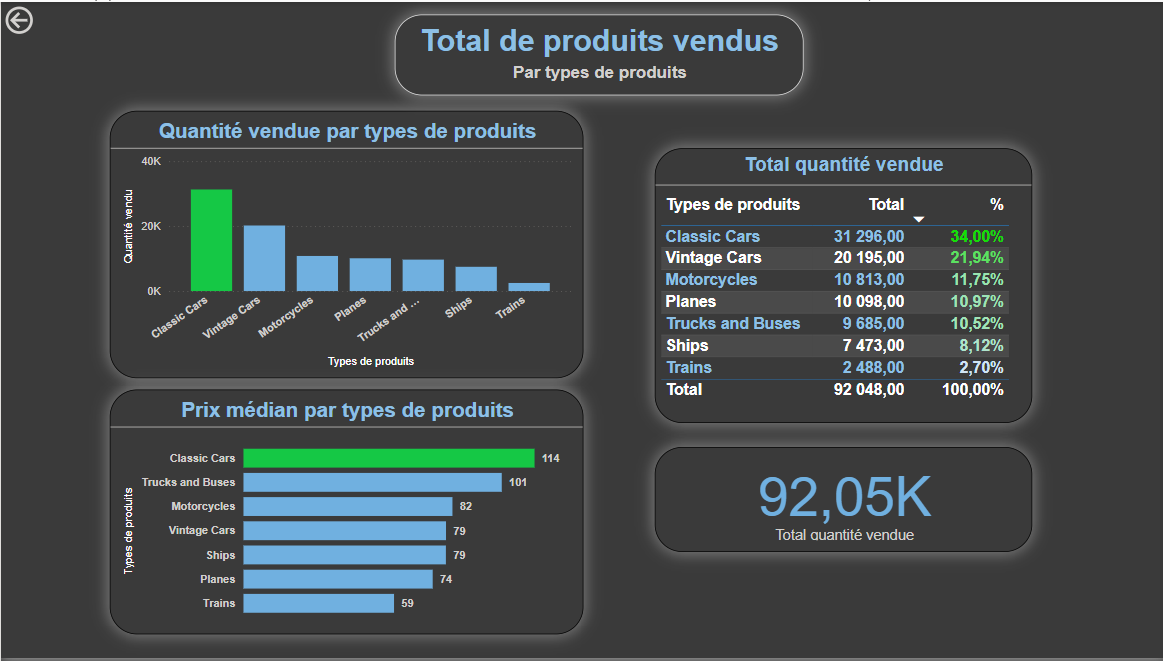 Total de produits vendus
Par types de produits
Quantité vendue par types de produits
40K
20K
0K
Quantité vendu
Classic Cars
Vintage Cars
Motorcycles
Planes
Trucks and ...
Ships
Trains
Types de produits
Prix médian par types de produits
Types de produits
Classic Cars 114
Trucks and Buses 101
Motorcycles 82
Vintage Cars 79
Ships 79
Planes 74
Trains 59
Total quantité vendue
Types de produits Total %
Classic Cars 31 296,00 34,00%
Vintage Cars 20 195,00 21,94%
Motorcycles 10 813,00 11,75%
Planes 10 098,00 10,97%
Trucks and Buses 9 685,00 10,52%
Ships 7 473,00 8,12%
Trains 2 488,00 2,70%
Total 92 048,00 100,00%
92,05K
Total quantité vendue